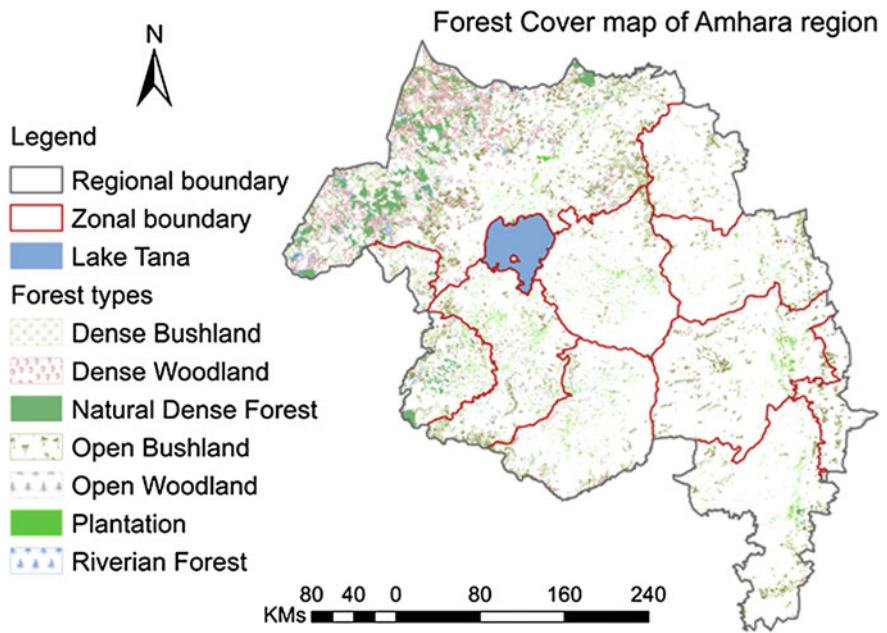 Forest Cover map of Amhara region
N
Legend
Regional boundary
Zonal boundary
Lake Tana
Forest types
Dense Bushland
Dense Woodland
Natural Dense Forest
Open Bushland
Open Woodland
Plantation
Riverian Forest
80 40 0 80 160 240
KMs